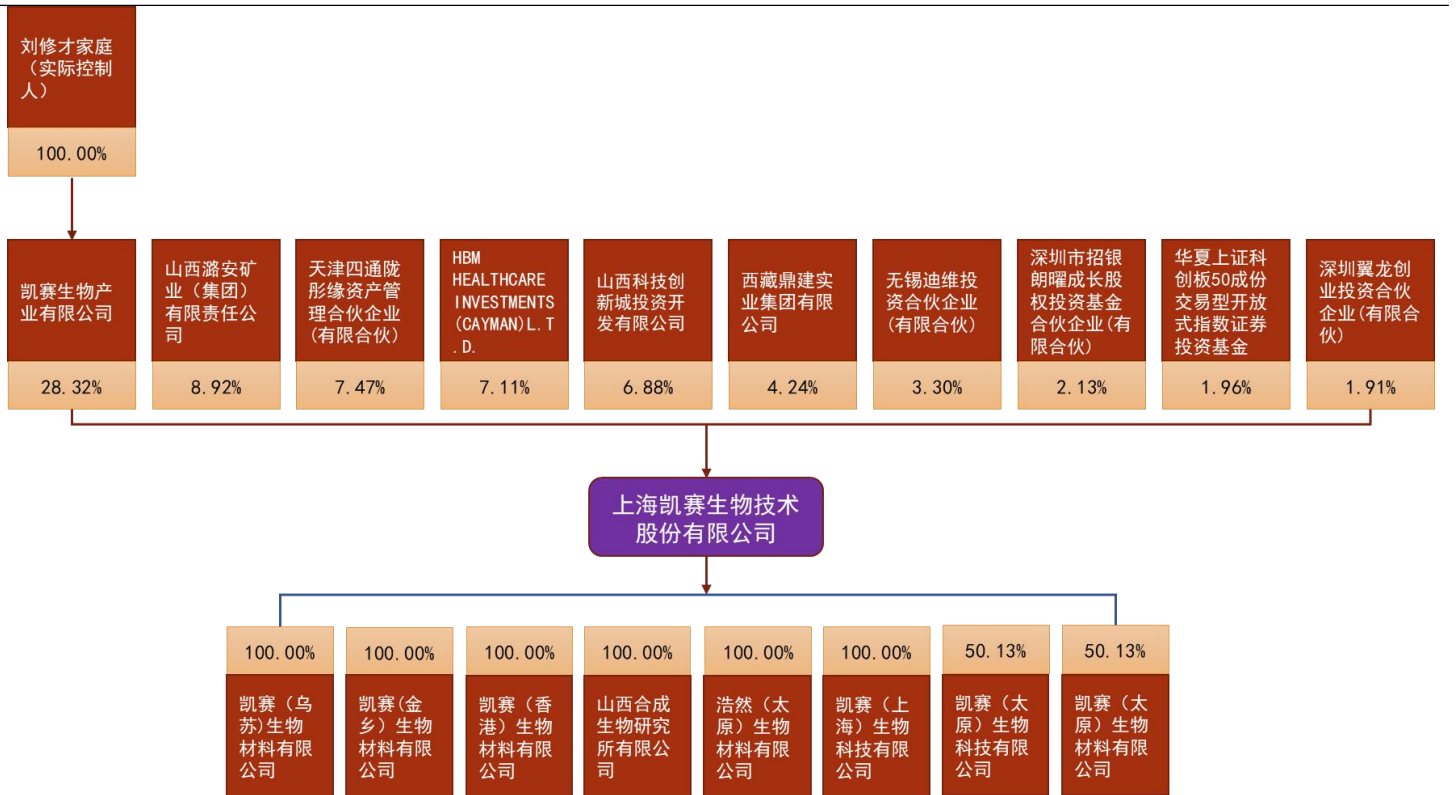 刘修才家庭
（实际控制
人）
100.00%
凯赛生物产
业有限公司
28.32%
山西潞安矿
业（集团）
有限责任公
司
8.92%
天津四通陇
彤缘资产管
理合伙企业
(有限合伙)
7.47%
HBM
HEALTHCARE
INVESTMENTS
(CAYMAN)L.T
.D.
7.11%
山西科技创
新城投资开
发有限公司
6.88%
西藏鼎建实
业集团有限
公司
4.24%
无锡迪维投
资合伙企业
(有限合伙)
3.30%
深圳市招银
朗曜成长股
权投资基金
合伙企业(有
限合伙)
2.13%
华夏上证科
创板50成份
交易型开放
式指数证券
投资基金
1.96%
深圳翼龙创
业投资合伙
企业(有限合
伙)
1.91%
上海凯赛生物技术
股份有限公司
100.00%
凯赛（乌
苏)生物
材料有限
公司
100.00%
凯赛(金
乡）生物
材料有限
公司
100.00%
凯赛（香
港）生物
材料有限
公司
100.00%
山西合成
生物研究
所有限公
司
100.00%
浩然（太
原）生物
材料有限
公司
100.00%
凯赛（上
海）生物
科技有限
公司
50.13%
凯赛（太
原）生物
科技有限
公司
50.13%
凯赛（太
原）生物
材料有限
公司